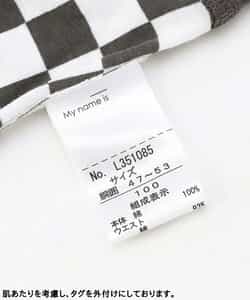 My name is
No. L351085
サイズ
胴囲 47~53
100
組成表示
本体 綿 100%
ウエスト
綿
肌あたりを考慮し、タグを外付けにしております。